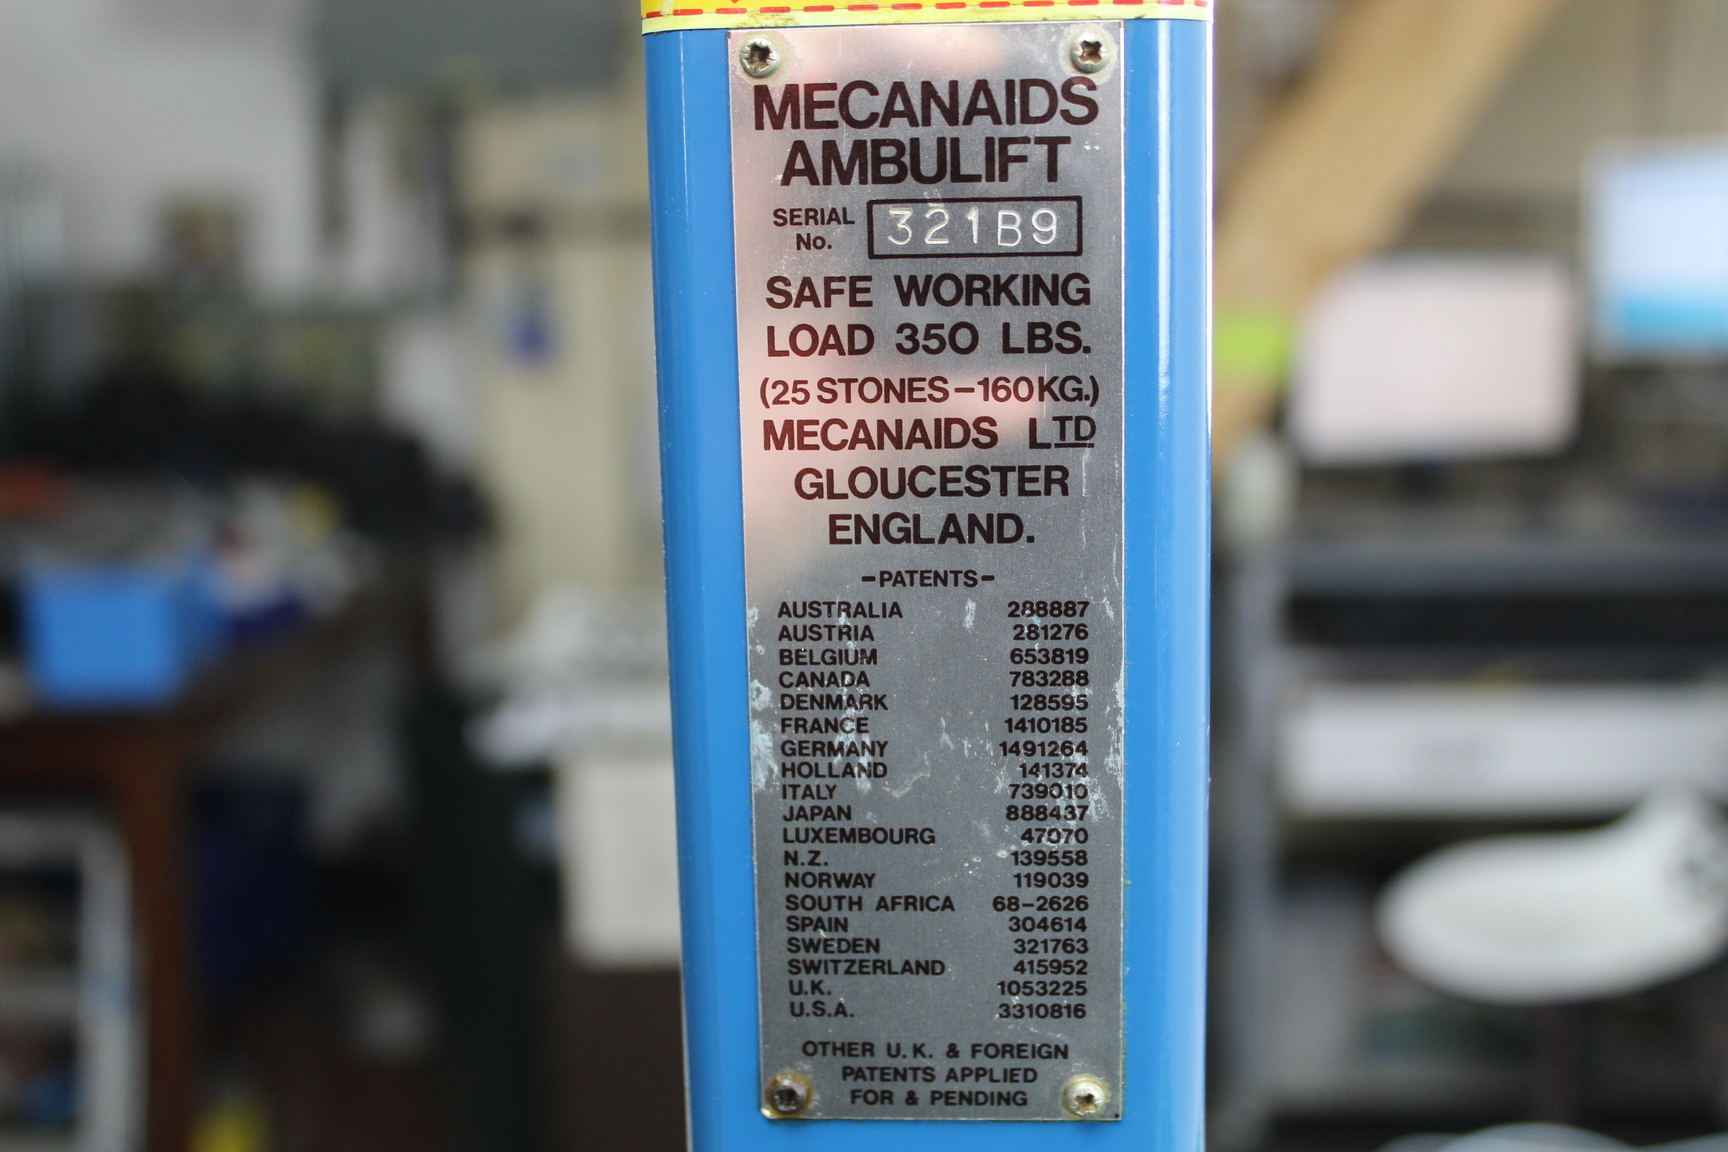 MECANAIDS
AMBULIFT
SERIAL No. 321B9
SAFE WORKING
LOAD 350 LBS.
(25 STONES-160KG.)
MECANAIDS LTD
GLOUCESTER
ENGLAND.
-PATENTS-
AUSTRALIA 288887
AUSTRIA 281276
BELGIUM 653819
CANADA 783288
DENMARK 128595
FRANCE 1410185
GERMANY 1491264
HOLLAND 141374
ITALY 739010
JAPAN 888437
LUXEMBOURG 47070
N.Z. 139558
NORWAY 119039
SOUTH AFRICA 68-2626
SPAIN 304614
SWEDEN 321763
SWITZERLAND 415952
U.K. 1053225
U.S.A. 3310816
OTHER U.K. & FOREIGN
PATENTS APPLIED
FOR & PENDING